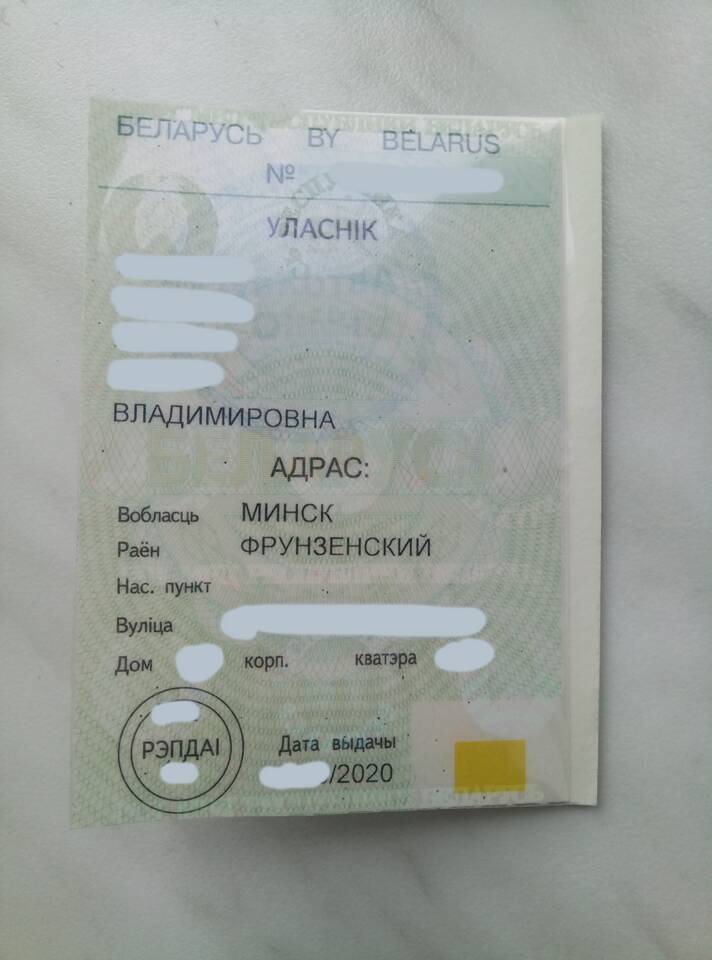 БЕЛАРУСЬ BY BELARUS
№
УЛАСНІК
ВЛАДИМИРОВНА
АДРАС:
Вобласць МИНСК
Раён ФРУНЗЕНСКИЙ
Нас. пункт
Вуліца
Дом корп. кватэра
РЭПДАІ
Дата выдачы
/2020